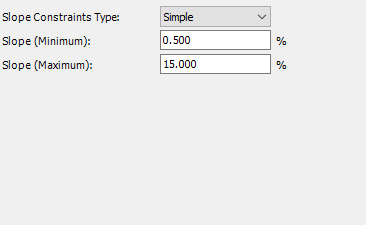 Slope Constraints Type: Simple
Slope (Minimum): 0.500 %
Slope (Maximum): 15.000 %